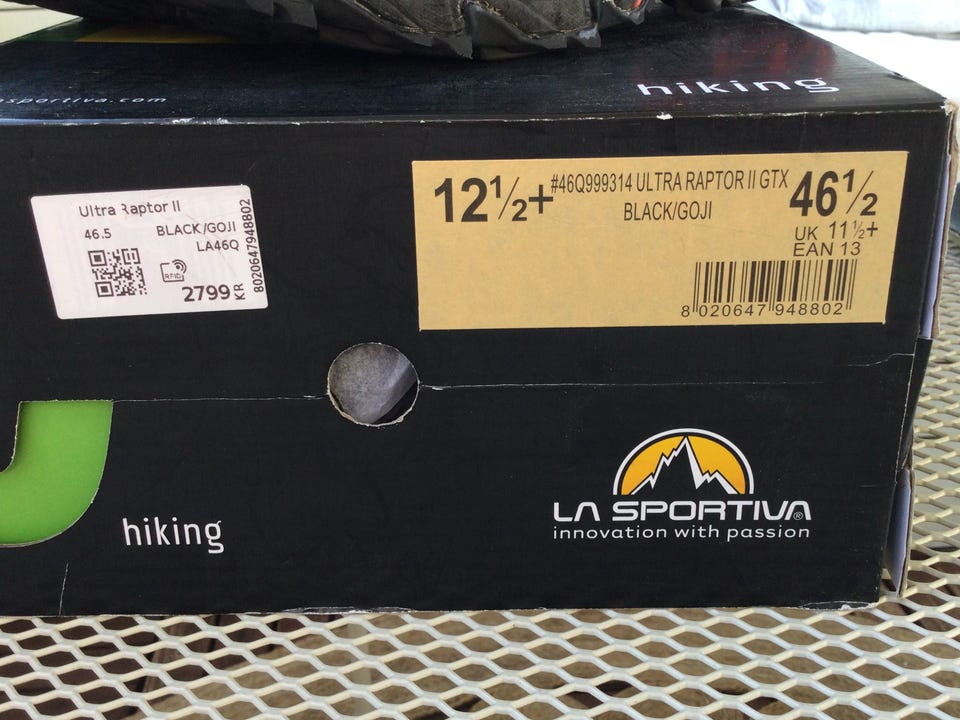 hiking
sportiva.com
Ultra Raptor II
46.5 BLACK/GOJI
LA46Q
RFID
2799 KR
8020647948802
12½+ #46Q999314 ULTRA RAPTOR II GTX 46½
BLACK/GOJI
UK 11½+
EAN 13
8 020647 948802
hiking
LA SPORTIVA®
innovation with passion